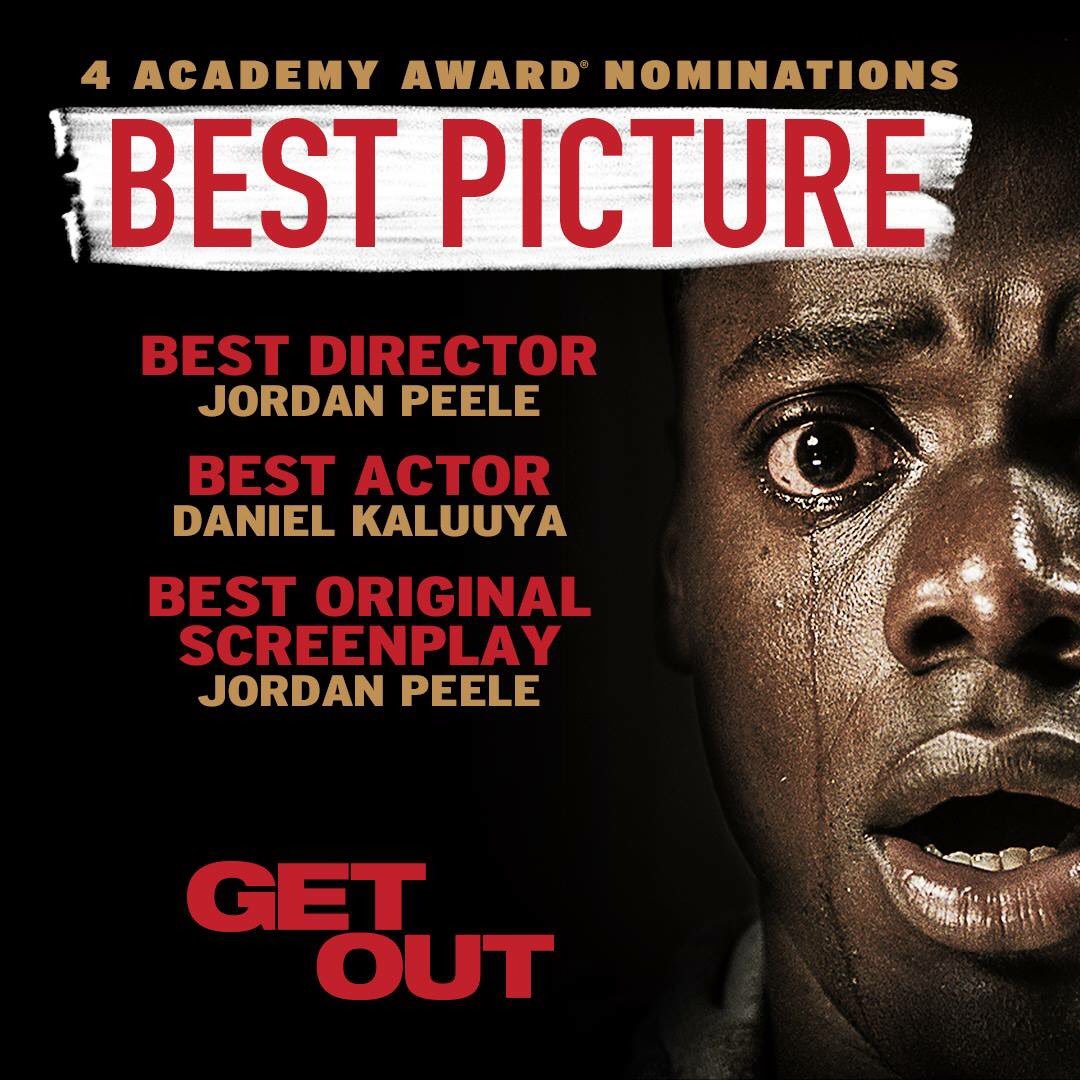 4 ACADEMY AWARD® NOMINATIONS
BEST PICTURE
BEST DIRECTOR
JORDAN PEELE
BEST ACTOR
DANIEL KALUUYA
BEST ORIGINAL
SCREENPLAY
JORDAN PEELE
GET
OUT